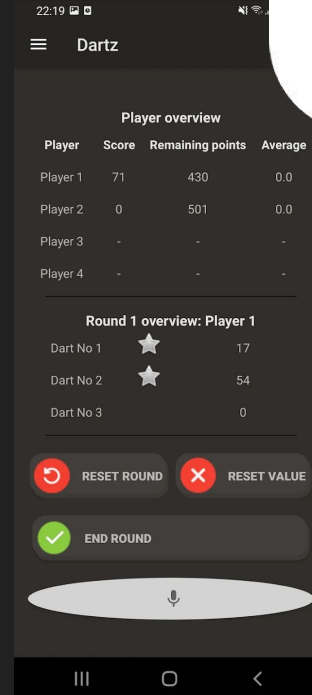 22:19
Dartz
Player overview
Player Score Remaining points Average
Player 1 71 430 0.0
Player 2 0 501 0.0
Player 3 - - -
Player 4 - - -
Round 1 overview: Player 1
Dart No 1 17
Dart No 2 54
Dart No 3 0
RESET ROUND RESET VALUE
END ROUND